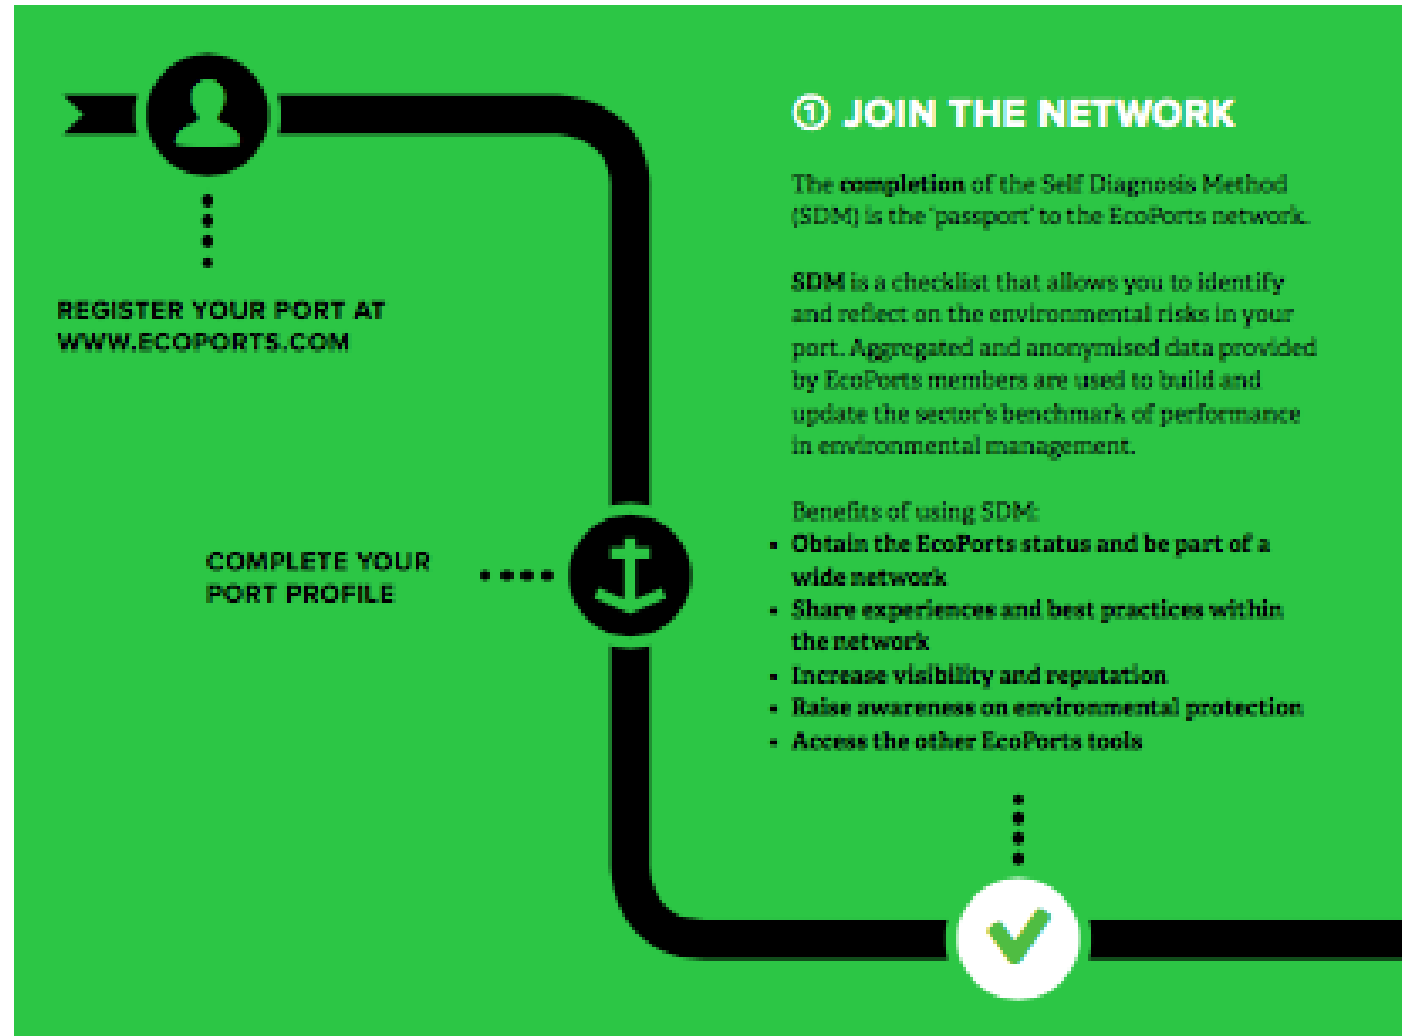 REGISTER YOUR PORT AT
WWW.ECOPORTS.COM
COMPLETE YOUR
PORT PROFILE
① JOIN THE NETWORK
The completion of the Self Diagnosis Method
(SDM) is the 'passport' to the EcoPorts network.
SDM is a checklist that allows you to identify
and reflect on the environmental risks in your
port. Aggregated and anonymised data provided
by EcoPorts members are used to build and
update the sector's benchmark of performance
in environmental management.
Benefits of using SDM:
• Obtain the EcoPorts status and be part of a
wide network
• Share experiences and best practices within
the network
• Increase visibility and reputation
• Raise awareness on environmental protection
• Access the other EcoPorts tools